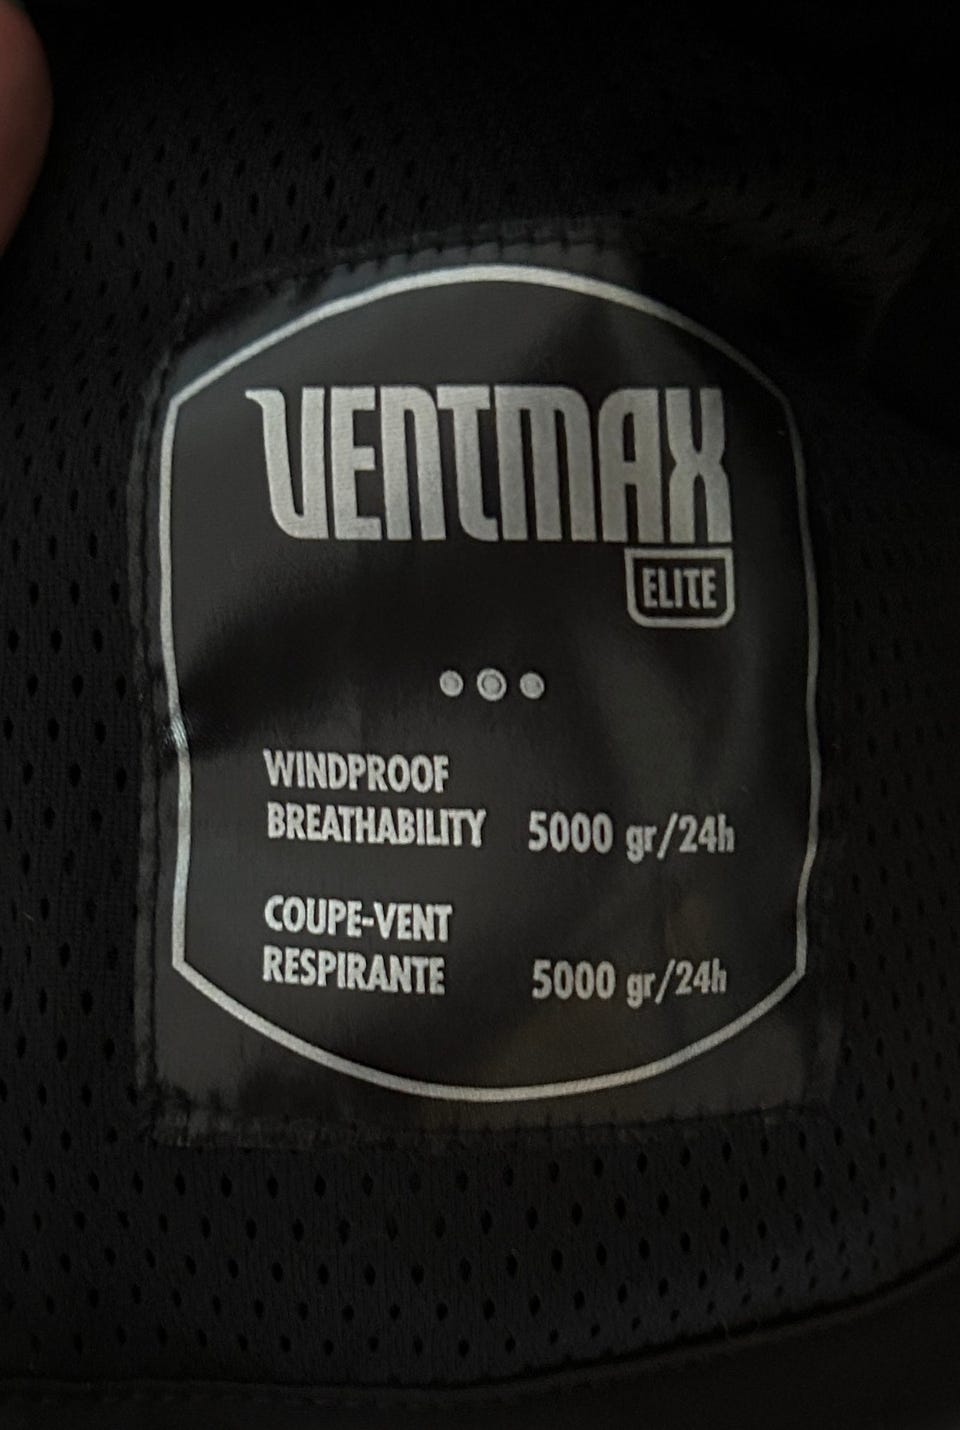 VENTMAX
ELITE
WINDPROOF
BREATHABILITY 5000 gr/24h
COUPE-VENT
RESPIRANTE 5000 gr/24h